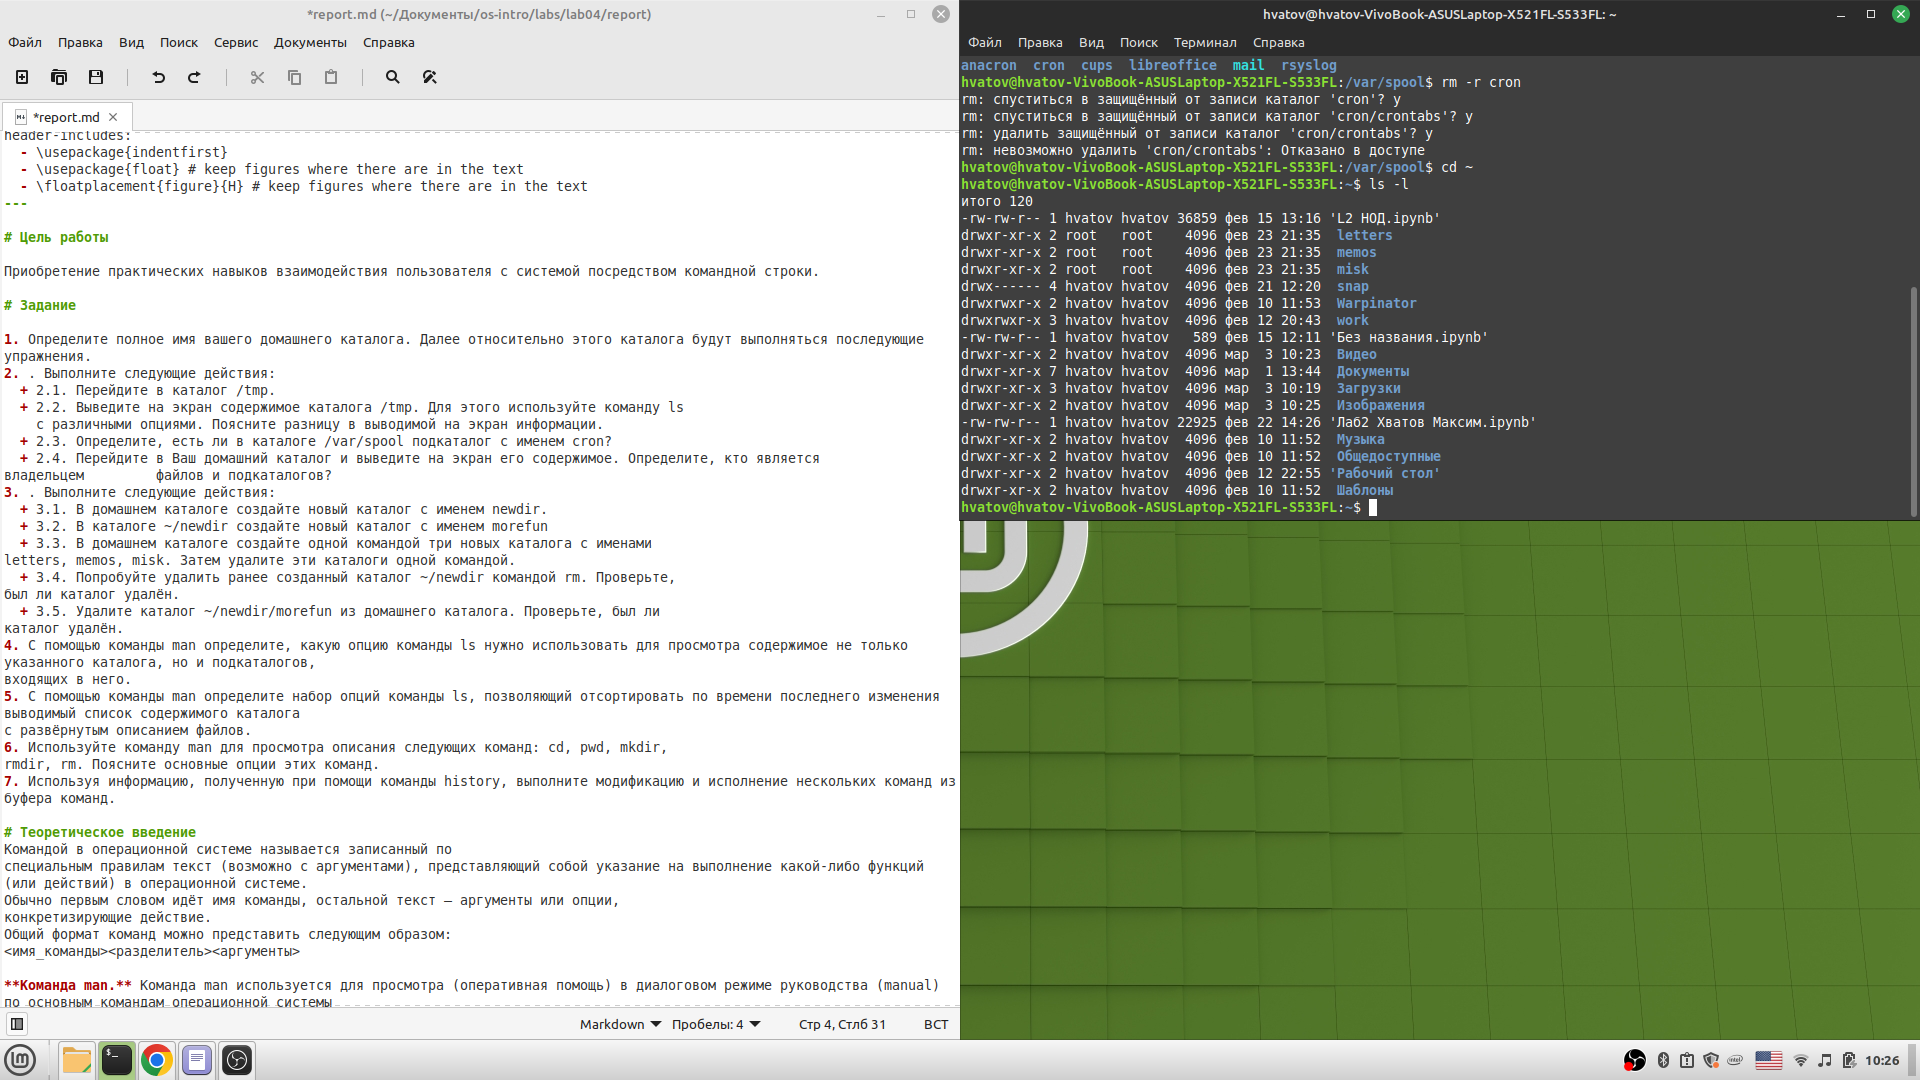 *report.md (~/Документы/os-intro/labs/lab04/report)
Файл Правка Вид Поиск Сервис Документы Справка
*report.md
header-includes:
- \usepackage{indentfirst}
- \usepackage{float} # keep figures where there are in the text
- \floatplacement{figure}{H} # keep figures where there are in the text
---
# Цель работы
Приобретение практических навыков взаимодействия пользователя с системой посредством командной строки.
# Задание
1. Определите полное имя вашего домашнего каталога. Далее относительно этого каталога будут выполняться последующие
упражнения.
2. . Выполните следующие действия:
+ 2.1. Перейдите в каталог /tmp.
+ 2.2. Выведите на экран содержимое каталога /tmp. Для этого используйте команду ls
с различными опциями. Поясните разницу в выводимой на экран информации.
+ 2.3. Определите, есть ли в каталоге /var/spool подкаталог с именем cron?
+ 2.4. Перейдите в Ваш домашний каталог и выведите на экран его содержимое. Определите, кто является
владельцем         файлов и подкаталогов?
3. . Выполните следующие действия:
+ 3.1. В домашнем каталоге создайте новый каталог с именем newdir.
+ 3.2. В каталоге ~/newdir создайте новый каталог с именем morefun
+ 3.3. В домашнем каталоге создайте одной командой три новых каталога с именами
letters, memos, misk. Затем удалите эти каталоги одной командой.
+ 3.4. Попробуйте удалить ранее созданный каталог ~/newdir командой rm. Проверьте,
был ли каталог удалён.
+ 3.5. Удалите каталог ~/newdir/morefun из домашнего каталога. Проверьте, был ли
каталог удалён.
4. С помощью команды man определите, какую опцию команды ls нужно использовать для просмотра содержимое не только
указанного каталога, но и подкаталогов,
входящих в него.
5. С помощью команды man определите набор опций команды ls, позволяющий отсортировать по времени последнего изменения
выводимый список содержимого каталога
с развёрнутым описанием файлов.
6. Используйте команду man для просмотра описания следующих команд: cd, pwd, mkdir,
rmdir, rm. Поясните основные опции этих команд.
7. Используя информацию, полученную при помощи команды history, выполните модификацию и исполнение нескольких команд из
буфера команд.
# Теоретическое введение
Командой в операционной системе называется записанный по
специальным правилам текст (возможно с аргументами), представляющий собой указание на выполнение какой-либо функций
(или действий) в операционной системе.
Обычно первым словом идёт имя команды, остальной текст — аргументы или опции,
конкретизирующие действие.
Общий формат команд можно представить следующим образом:
<имя_команды><разделитель><аргументы>
**Команда man.** Команда man используется для просмотра (оперативная помощь) в диалоговом режиме руководства (manual)
по основным командам операционной системы
Markdown Пробелы: 4 Стр 4, Стлб 31 ВСТ
hvatov@hvatov-VivoBook-ASUSLaptop-X521FL-S533FL: ~
Файл Правка Вид Поиск Терминал Справка
anacron cron cups libreoffice mail rsyslog
hvatov@hvatov-VivoBook-ASUSLaptop-X521FL-S533FL:/var/spool$ rm -r cron
rm: спуститься в защищённый от записи каталог 'cron'? y
rm: спуститься в защищённый от записи каталог 'cron/crontabs'? y
rm: удалить защищённый от записи каталог 'cron/crontabs'? y
rm: невозможно удалить 'cron/crontabs': Отказано в доступе
hvatov@hvatov-VivoBook-ASUSLaptop-X521FL-S533FL:/var/spool$ cd ~
hvatov@hvatov-VivoBook-ASUSLaptop-X521FL-S533FL:~$ ls -l
итого 120
-rw-rw-r-- 1 hvatov hvatov 36859 фев 15 13:16 'L2 НОД.ipynb'
drwxr-xr-x 2 root   root    4096 фев 23 21:35  letters
drwxr-xr-x 2 root   root    4096 фев 23 21:35  memos
drwxr-xr-x 2 root   root    4096 фев 23 21:35  misk
drwx------ 4 hvatov hvatov  4096 фев 21 12:20  snap
drwxrwxr-x 2 hvatov hvatov  4096 фев 10 11:53  Warpinator
drwxrwxr-x 3 hvatov hvatov  4096 фев 12 20:43  work
-rw-rw-r-- 1 hvatov hvatov   589 фев 15 12:11 'Без названия.ipynb'
drwxr-xr-x 2 hvatov hvatov  4096 мар  3 10:23  Видео
drwxr-xr-x 7 hvatov hvatov  4096 мар  1 13:44  Документы
drwxr-xr-x 3 hvatov hvatov  4096 мар  3 10:19  Загрузки
drwxr-xr-x 2 hvatov hvatov  4096 мар  3 10:25  Изображения
-rw-rw-r-- 1 hvatov hvatov 22925 фев 22 14:26 'Лаб2 Хватов Максим.ipynb'
drwxr-xr-x 2 hvatov hvatov  4096 фев 10 11:52  Музыка
drwxr-xr-x 2 hvatov hvatov  4096 фев 10 11:52  Общедоступные
drwxr-xr-x 2 hvatov hvatov  4096 фев 12 22:55 'Рабочий стол'
drwxr-xr-x 2 hvatov hvatov  4096 фев 10 11:52  Шаблоны
hvatov@hvatov-VivoBook-ASUSLaptop-X521FL-S533FL:~$
10:26